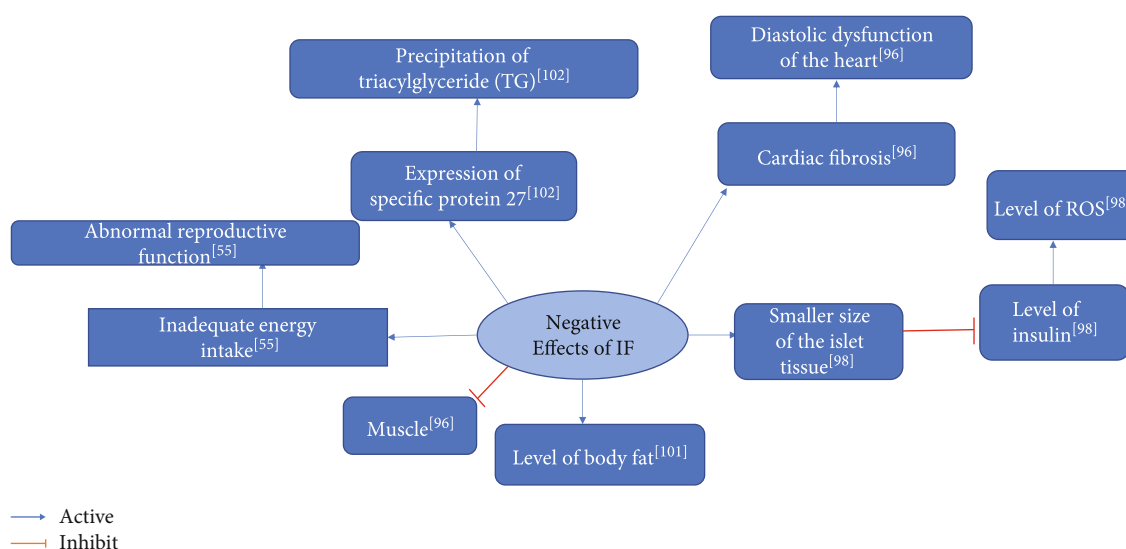 Precipitation of
triacylglyceride (TG)[102]
Diastolic dysfunction
of the heart[96]
Expression of
specific protein 27[102]
Cardiac fibrosis[96]
Level of ROS[98
Abnormal reproductive
function[55]
Inadequate energy
intake[55]
Negative
Effects of IF
Smaller size
of the islet
tissue[98]
Level of
insulin[98]
Muscle[96]
Level of body fat[101]
Active
Inhibit